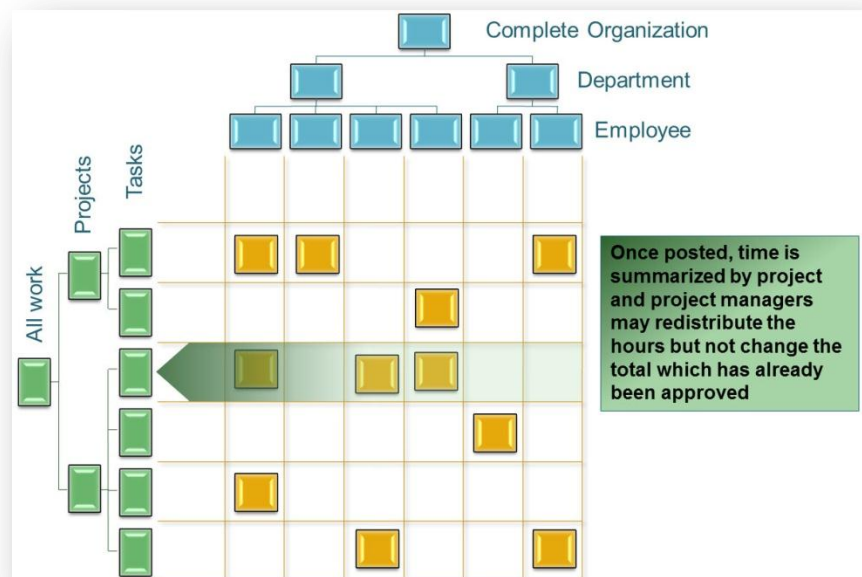 Complete Organization
Department
Employee
All work
Projects
Tasks
Once posted, time is
summarized by project
and project managers
may redistribute the
hours but not change the
total which has already
been approved